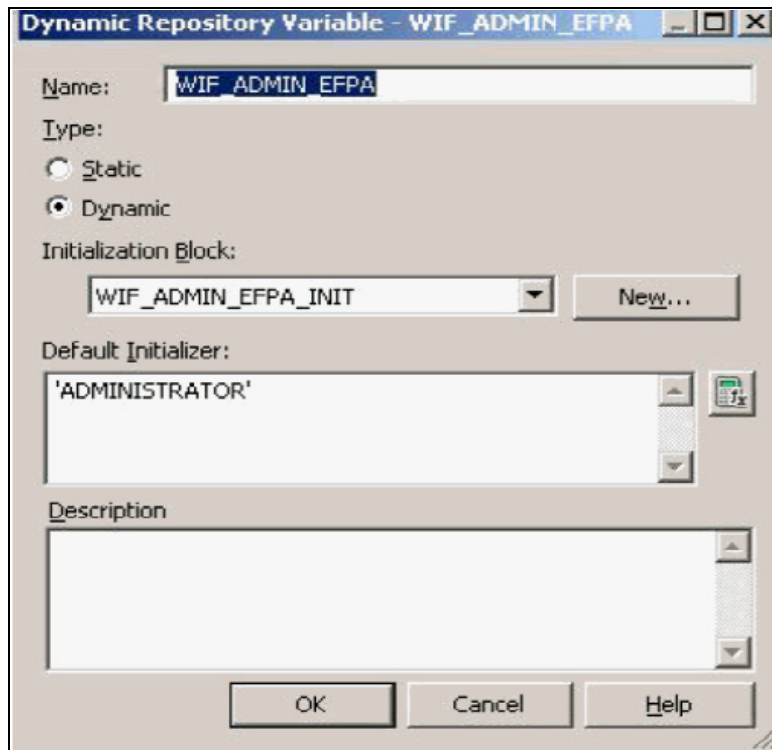 Dynamic Repository Variable - WIF_ADMIN_EFPA
Name: WIF_ADMIN_EFPA
Type:
Static
Dynamic
Initialization Block:
WIF_ADMIN_EFPA_INIT New...
Default Initializer:
'ADMINISTRATOR'
Description
OK Cancel Help